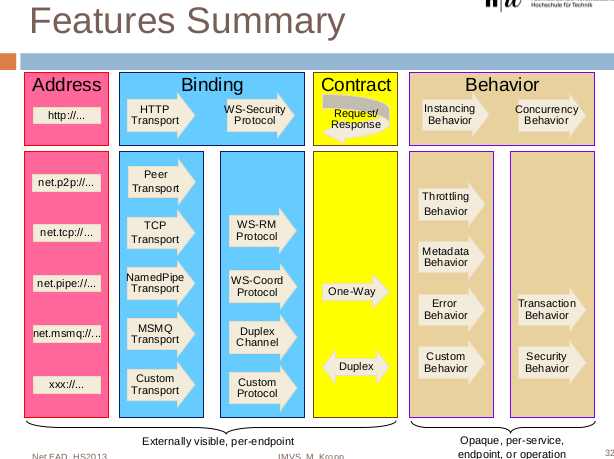 Hochschule für Technik
Features Summary
Address
Binding
Contract
Behavior
http://...
HTTP
Transport
WS-Security
Protocol
Request/
Response
Instancing
Behavior
Concurrency
Behavior
net.p2p://...
net.tcp://...
net.pipe://...
net.msmq://...
xxx://...
Peer
Transport
TCP
Transport
NamedPipe
Transport
MSMQ
Transport
Custom
Transport
WS-RM
Protocol
WS-Coord
Protocol
Duplex
Channel
Custom
Protocol
One-Way
Duplex
Throttling
Behavior
Metadata
Behavior
Error
Behavior
Custom
Behavior
Transaction
Behavior
Security
Behavior
Externally visible, per-endpoint
Opaque, per-service,
endpoint, or operation
Net EAD, HS2013
IMVS, M. Kropp
32